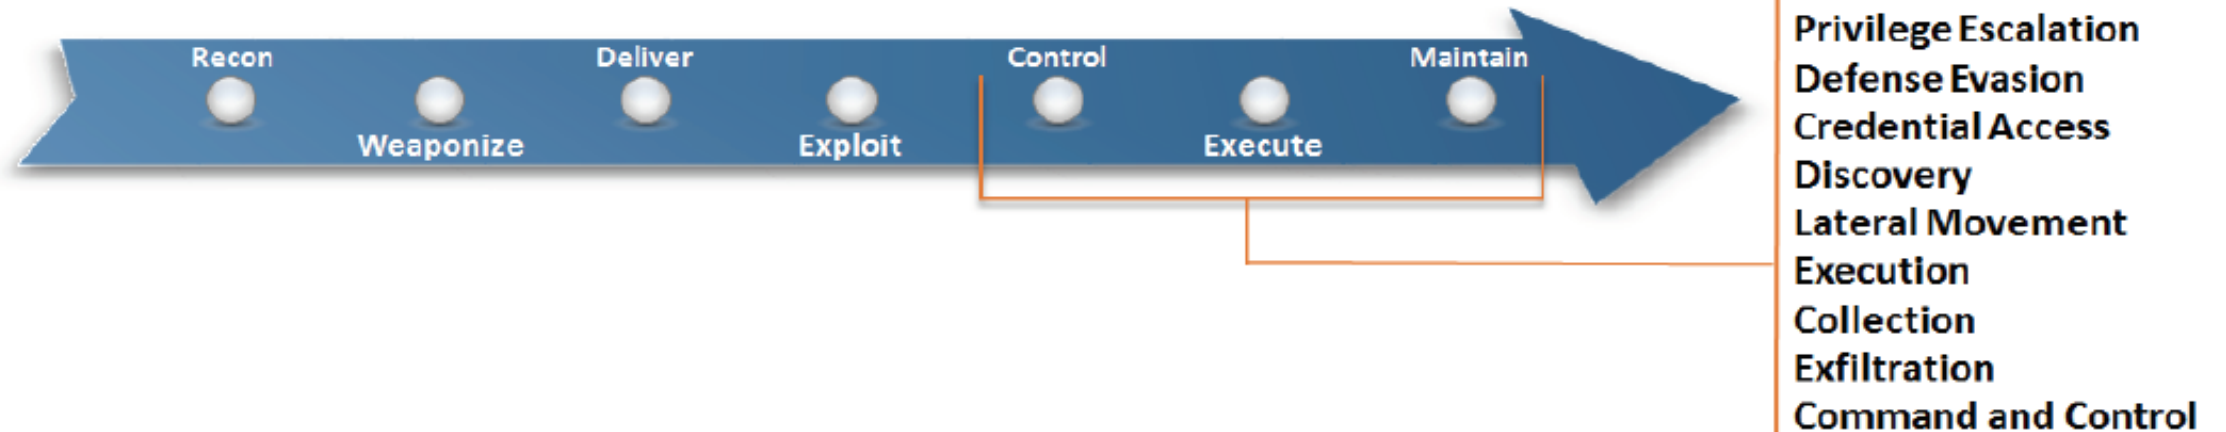 Recon
Weaponize
Deliver
Exploit
Control
Execute
Maintain
Privilege Escalation
Defense Evasion
Credential Access
Discovery
Lateral Movement
Execution
Collection
Exfiltration
Command and Control